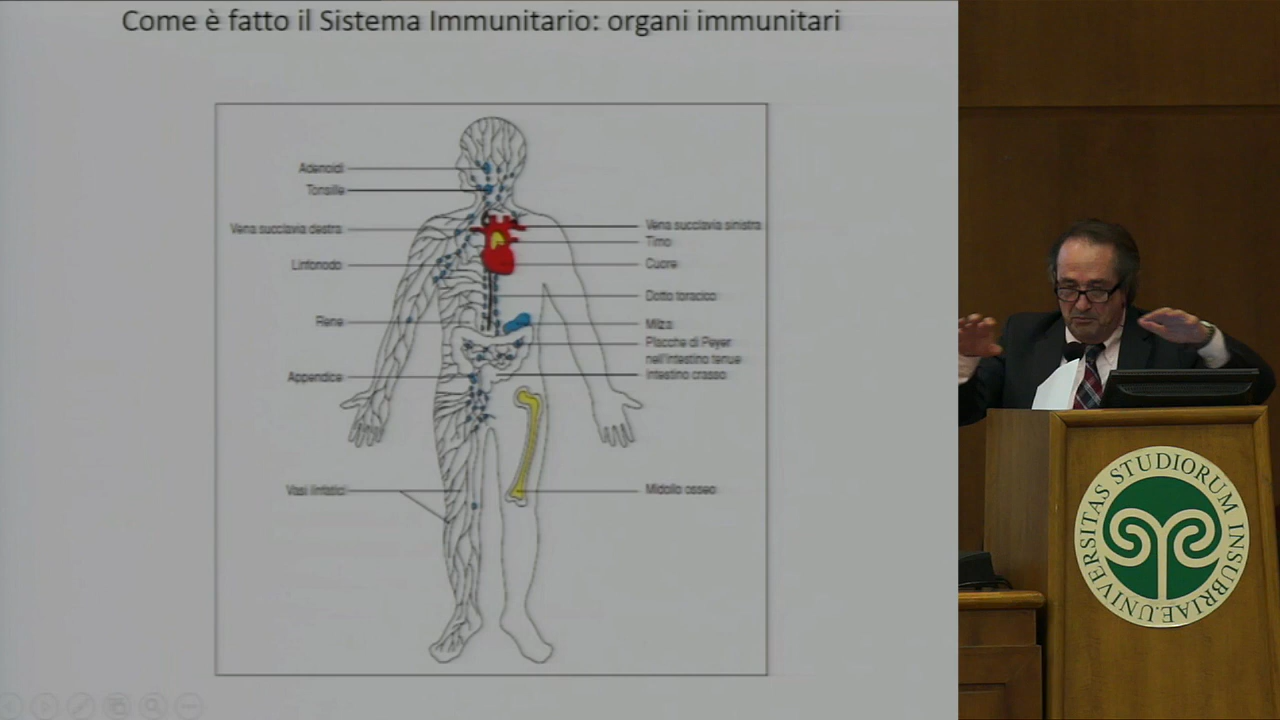 Come è fatto il Sistema Immunitario: organi immunitari
Adenoidi
Tonsille
Vena succlavia destra
Linfonodo
Rene
Appendice
Vasi linfatici
Vena succlavia sinistra
Timo
Cuore
Dotto toracico
Milza
Placche di Peyer
nell'intestino tenue
Intestino crasso
Midollo osseo
UNIVERSITAS STUDIORUM INSUBRIAE